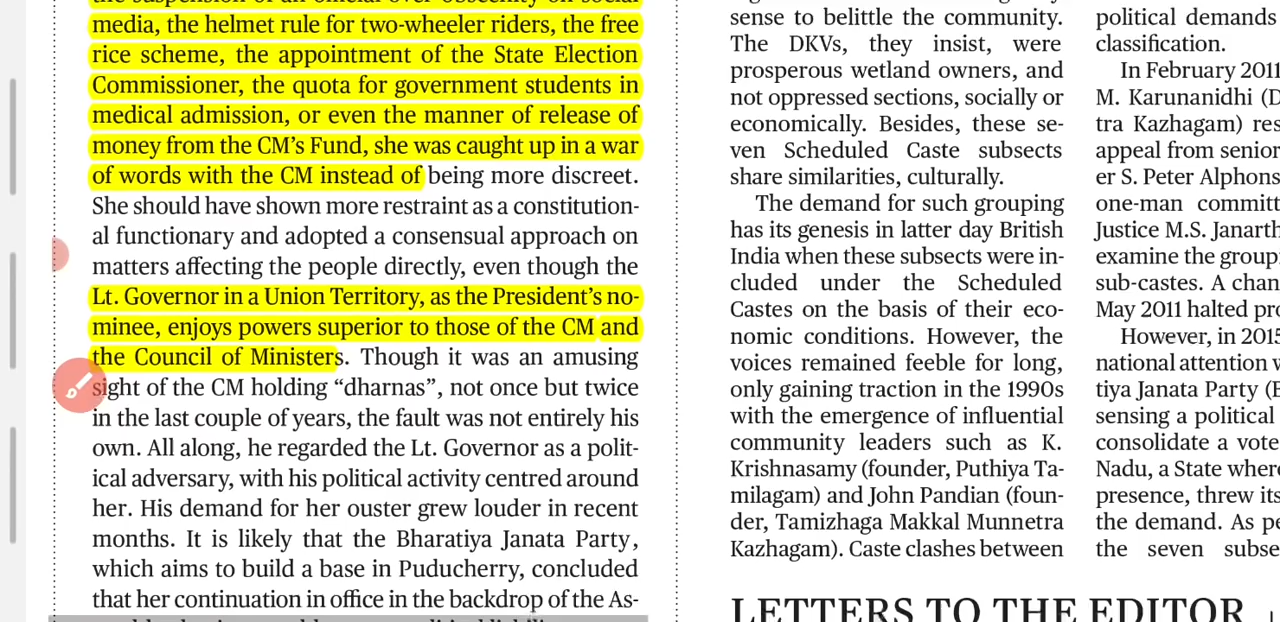 media, the helmet rule for two-wheeler riders, the free
rice scheme, the appointment of the State Election
Commissioner, the quota for government students in
medical admission, or even the manner of release of
money from the CM’s Fund, she was caught up in a war
of words with the CM instead of being more discreet.
She should have shown more restraint as a constitution-
al functionary and adopted a consensual approach on
matters affecting the people directly, even though the
Lt. Governor in a Union Territory, as the President’s no-
minee, enjoys powers superior to those of the CM and
the Council of Ministers. Though it was an amusing
sight of the CM holding “dharnas”, not once but twice
in the last couple of years, the fault was not entirely his
own. All along, he regarded the Lt. Governor as a polit-
ical adversary, with his political activity centred around
her. His demand for her ouster grew louder in recent
months. It is likely that the Bharatiya Janata Party,
which aims to build a base in Puducherry, concluded
that her continuation in office in the backdrop of the As-
sense to belittle the community.
The DKVs, they insist, were
prosperous wetland owners, and
not oppressed sections, socially or
economically. Besides, these se-
ven Scheduled Caste subsects
share similarities, culturally.
The demand for such grouping
has its genesis in latter day British
India when these subsects were in-
cluded under the Scheduled
Castes on the basis of their eco-
nomic conditions. However, the
voices remained feeble for long,
only gaining traction in the 1990s
with the emergence of influential
community leaders such as K.
Krishnasamy (founder, Puthiya Ta-
milagam) and John Pandian (foun-
der, Tamizhaga Makkal Munnetra
Kazhagam). Caste clashes between
political demands
classification.
In February 2011
M. Karunanidhi (D
tra Kazhagam) res
appeal from senior
er S. Peter Alphons
one-man committ
Justice M.S. Janarth
examine the group
sub-castes. A chan
May 2011 halted pro
However, in 2015
national attention w
tiya Janata Party (B
sensing a political
consolidate a vote
Nadu, a State where
presence, threw its
the demand. As pe
the seven subse
LETTERS TO THE EDITOR